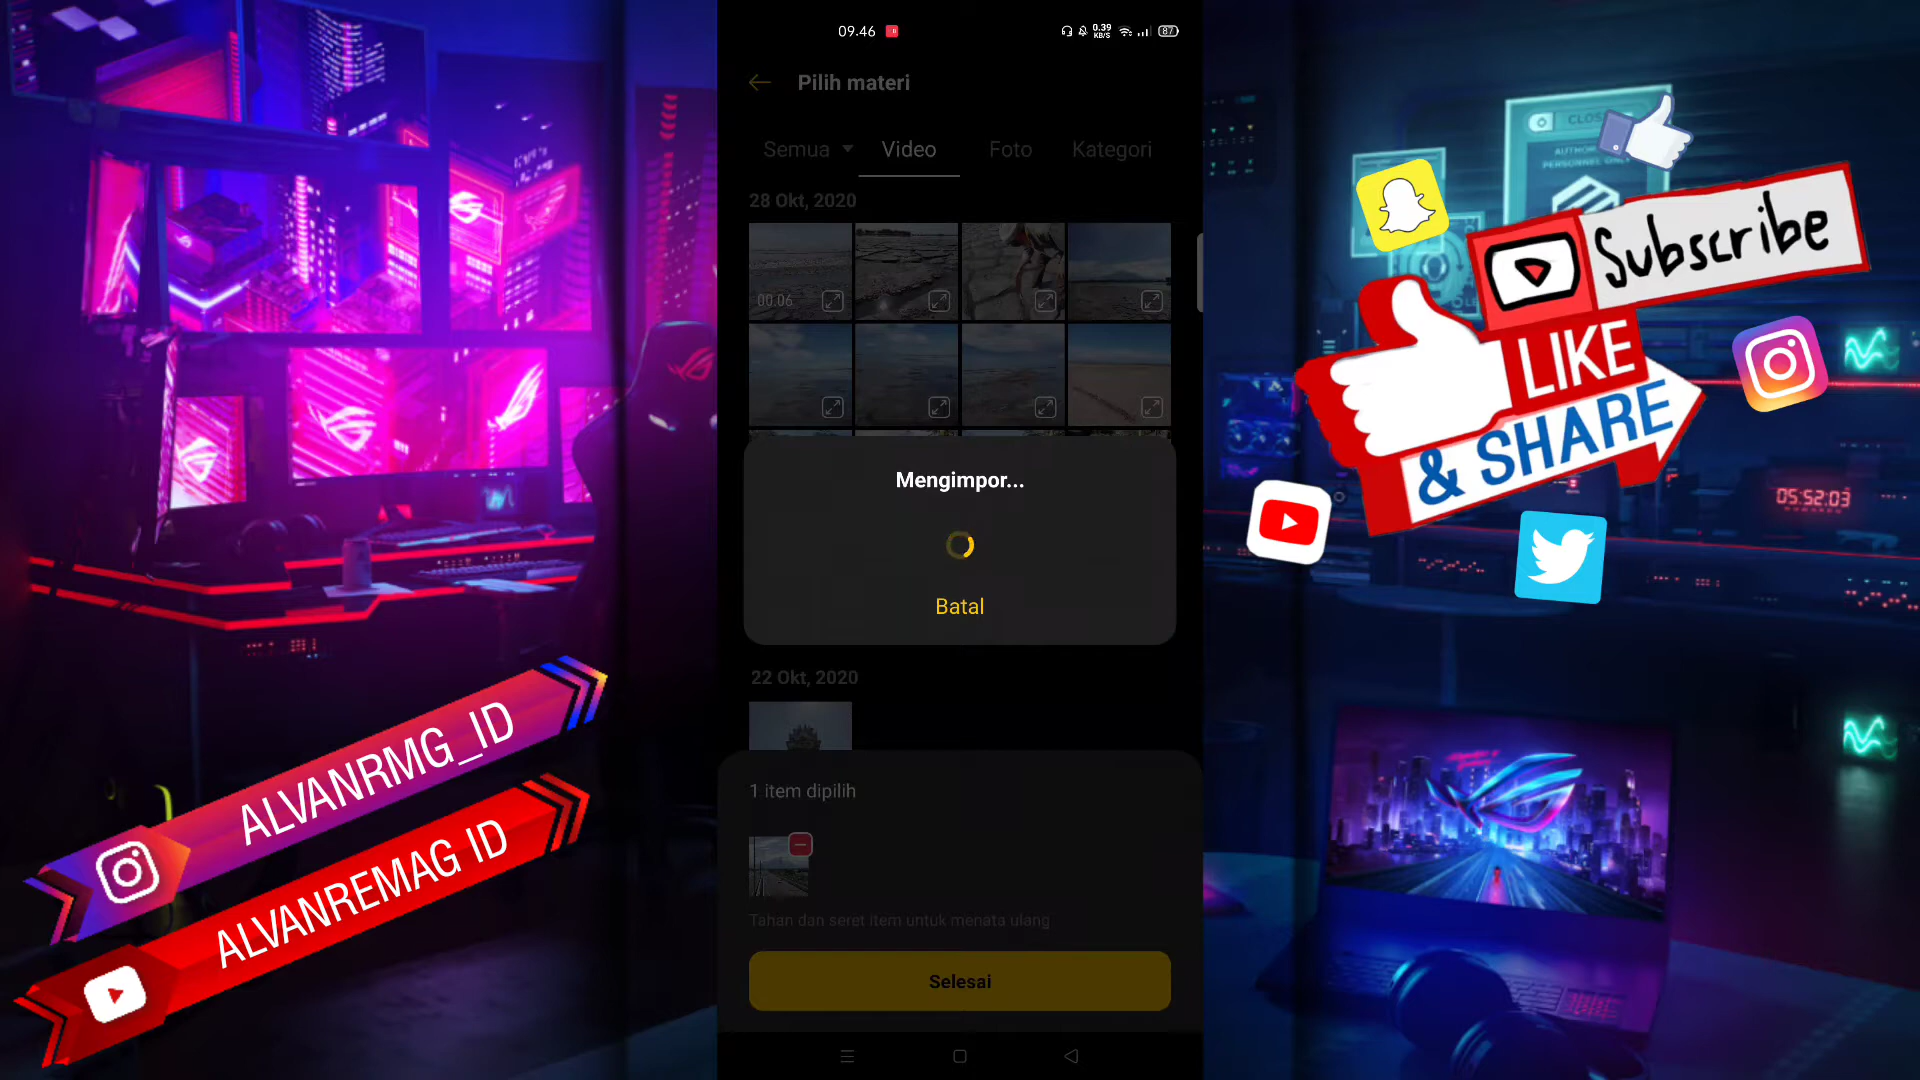 09.46
0.39
KB/S
87
Pilih materi
Semua
Video
Foto
Kategori
28 Okt, 2020
00.06
Mengimpor...
Batal
22 Okt, 2020
1 item dipilih
Tahan dan seret item untuk menata ulang
Selesai
ALVANRMG_ID
ALVANREMAG ID
Subscribe
LIKE
& SHARE
05:52:03